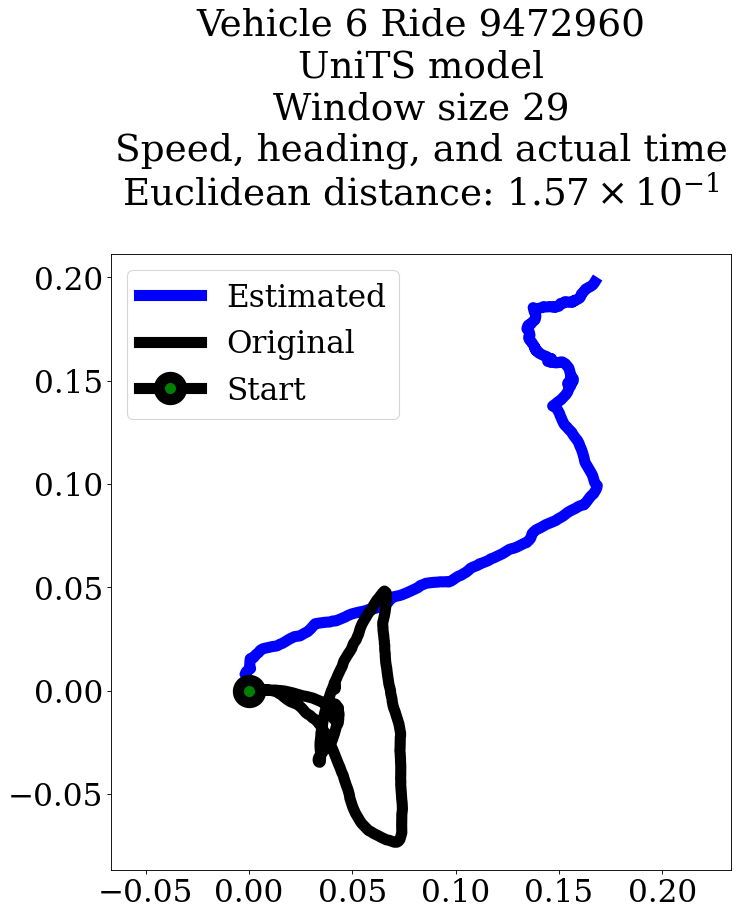 Vehicle 6 Ride 9472960
UniTS model
Window size 29
Speed, heading, and actual time
Euclidean distance: 1.57 × 10⁻¹
Estimated
Original
Start
0.20
0.15
0.10
0.05
0.00
−0.05
−0.05 0.00 0.05 0.10 0.15 0.20